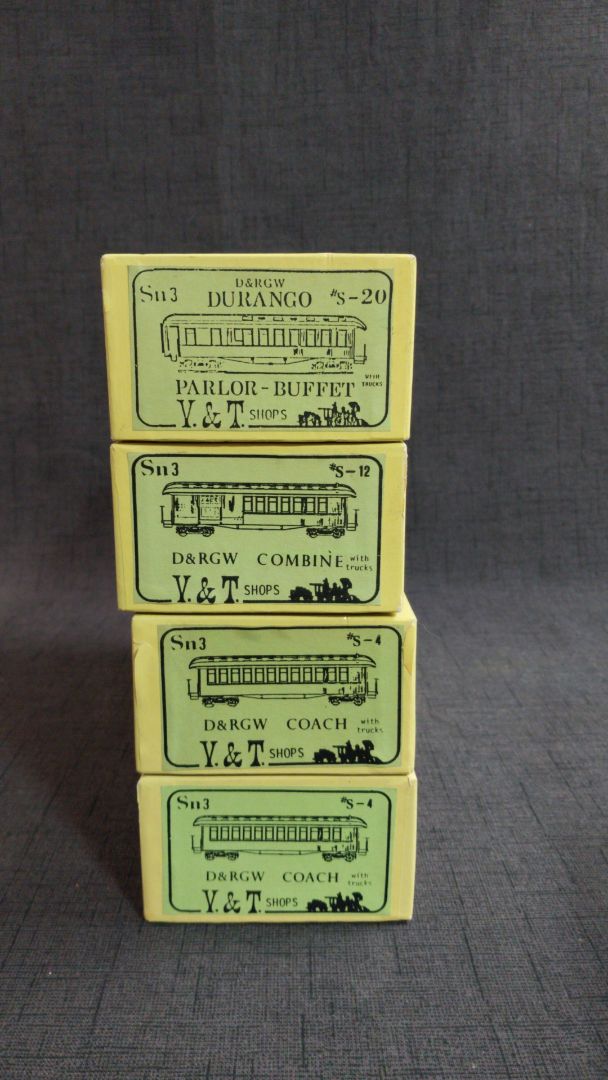 D&RGW
Sn3 DURANGO #S-20
PARLOR-BUFFET WITH TRUCKS
V. & T. SHOPS
Sn3 #S-12
D&RGW COMBINE with trucks
V. & T. SHOPS
Sn3 #S-4
D&RGW COACH with trucks
V. & T. SHOPS
Sn3 #S-4
D&RGW COACH with trucks
V. & T. SHOPS